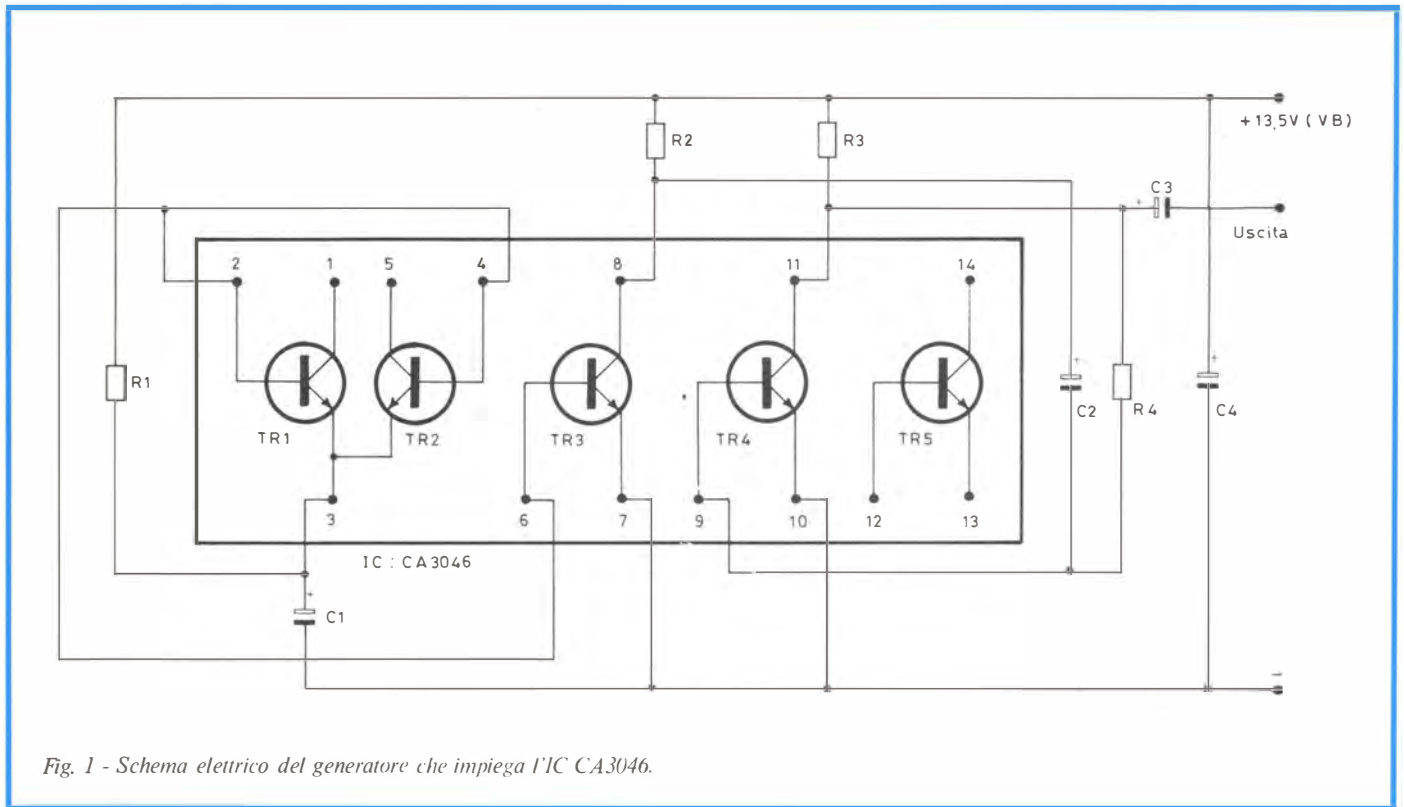 +13,5V ( VB )
R2
R3
C3
+
Uscita
2
1
5
4
8
11
14
R1
TR1
TR2
TR3
TR4
TR5
+
C2
R4
+
C4
3
6
7
9
10
12
13
IC : CA3046
+
C1
–
Fig. 1 - Schema elettrico del generatore che impiega l'IC CA3046.